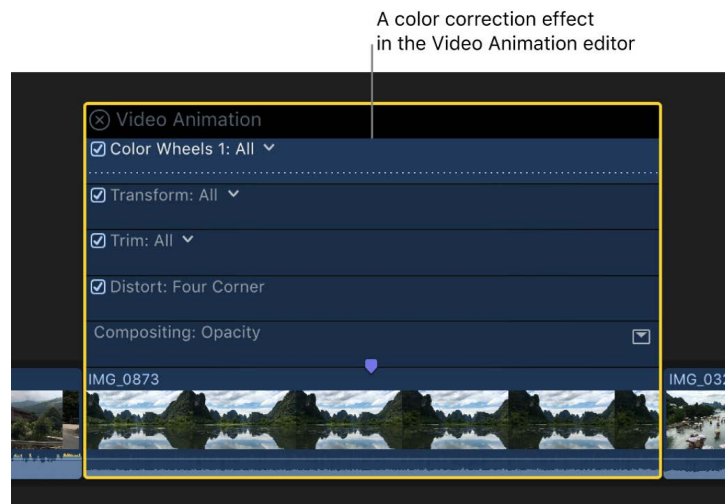 A color correction effect
in the Video Animation editor
Video Animation
Color Wheels 1: All
Transform: All
Trim: All
Distort: Four Corner
Compositing: Opacity
IMG_0873
IMG_032